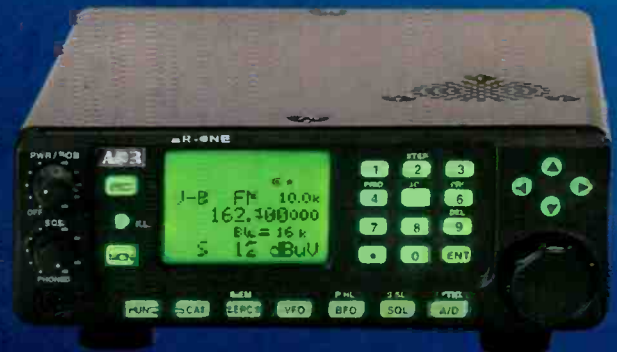 AR-ONE
PWR/
AOR
OFF
SQL
PHONES
FM 10.0k
162.400000
BW = 16 k
S 12 dBuV
STEP
1 2 3
4 6
DEL
7 8 9
. 0 ENT
FUNC SCAN SERCH VFO BFO SQL A/D